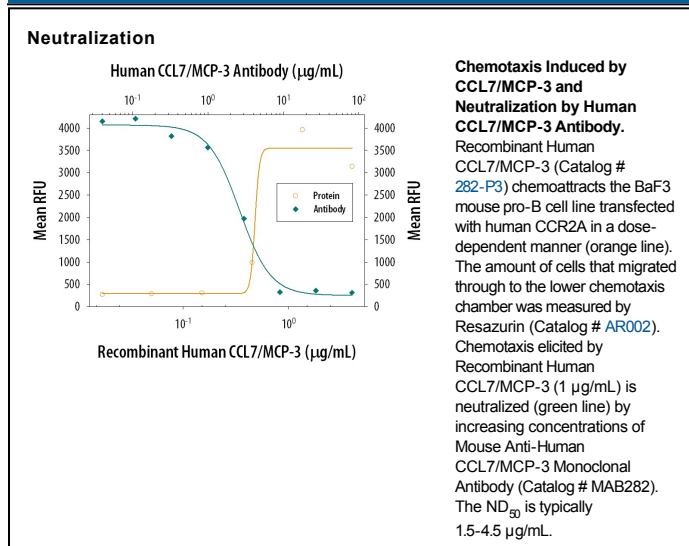 Neutralization
Human CCL7/MCP-3 Antibody (µg/mL)
10⁻¹ 10⁰ 10¹ 10²
4000 4000
3500 3500
3000 3000
2500 2500
2000 2000
1500 1500
1000 1000
500 500
0 0
Mean RFU
Mean RFU
Protein
Antibody
10⁻¹ 10⁰
Recombinant Human CCL7/MCP-3 (µg/mL)
Chemotaxis Induced by
CCL7/MCP-3 and
Neutralization by Human
CCL7/MCP-3 Antibody.
Recombinant Human
CCL7/MCP-3 (Catalog #
282-P3) chemoattracts the BaF3
mouse pro-B cell line transfected
with human CCR2A in a dose-
dependent manner (orange line).
The amount of cells that migrated
through to the lower chemotaxis
chamber was measured by
Resazurin (Catalog # AR002).
Chemotaxis elicited by
Recombinant Human
CCL7/MCP-3 (1 µg/mL) is
neutralized (green line) by
increasing concentrations of
Mouse Anti-Human
CCL7/MCP-3 Monoclonal
Antibody (Catalog # MAB282).
The ND₅₀ is typically
1.5-4.5 µg/mL.